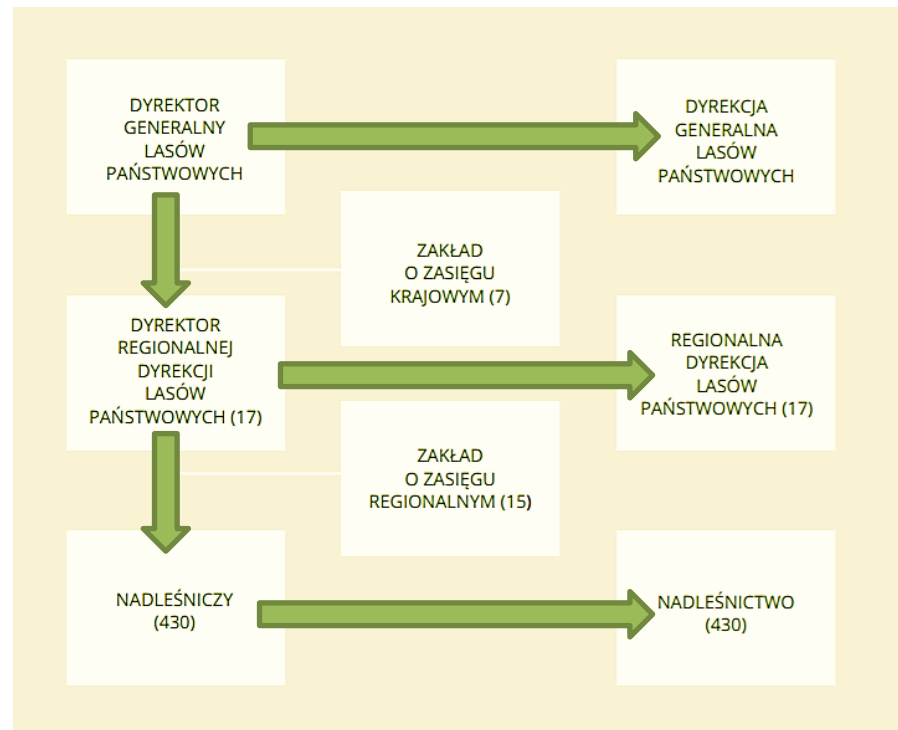 DYREKTOR
GENERALNY
LASÓW
PAŃSTWOWYCH
DYREKCJA
GENERALNA
LASÓW
PAŃSTWOWYCH
ZAKŁAD
O ZASIĘGU
KRAJOWYM (7)
DYREKTOR
REGIONALNEJ
DYREKCJI
LASÓW
PAŃSTWOWYCH (17)
REGIONALNA
DYREKCJA
LASÓW
PAŃSTWOWYCH (17)
ZAKŁAD
O ZASIĘGU
REGIONALNYM (15)
NADLEŚNICZY
(430)
NADLEŚNICTWO
(430)